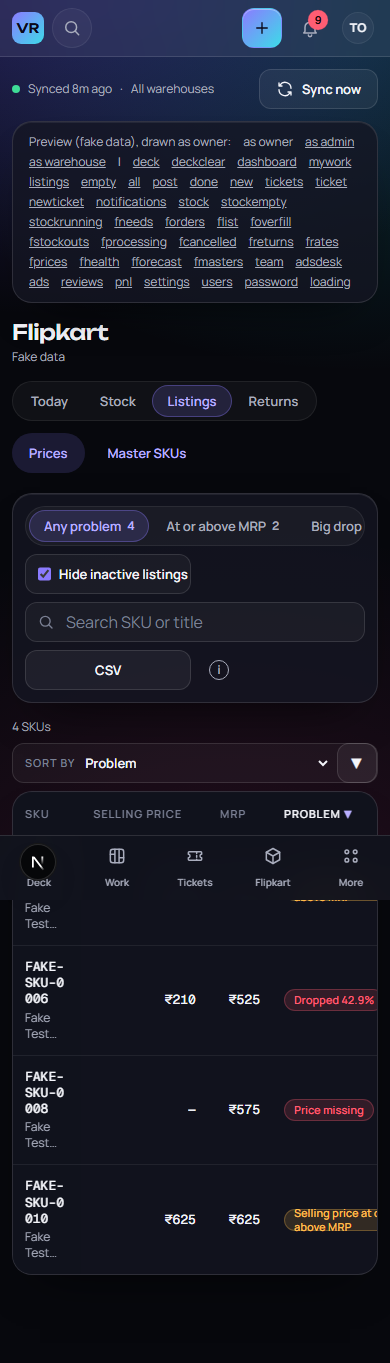 VR
9
TO
Synced 8m ago · All warehouses
Sync now
Preview (fake data), drawn as owner: as owner as admin
as warehouse | deck deckclear dashboard mywork
listings empty all post done new tickets ticket
newticket notifications stock stockempty
stockrunning fneeds forders flist foverfill
fstockouts fprocessing fcancelled freturns frates
fprices fhealth fforecast fmasters team adsdesk
ads reviews pnl settings users password loading
Flipkart
Fake data
Today Stock Listings Returns
Prices Master SKUs
Any problem 4 At or above MRP 2 Big drop
Hide inactive listings
Search SKU or title
CSV
i
4 SKUs
SORT BY Problem ▼
SKU SELLING PRICE MRP PROBLEM ▼
N
Deck Work Tickets Flipkart More
Fake
Test…
FAKE-
SKU-0
006
Fake
Test…
₹210 ₹525 Dropped 42.9%
FAKE-
SKU-0
008
Fake
Test…
– ₹575 Price missing
FAKE-
SKU-0
010
Fake
Test…
₹625 ₹625 Selling price at
above MRP